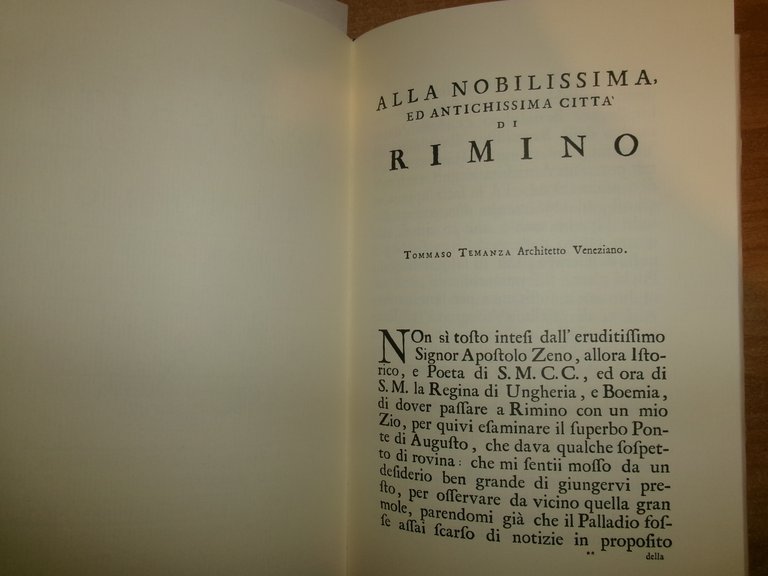 ALLA NOBILISSIMA,
ED ANTICHISSIMA CITTA'
DI
RIMINO
TOMMASO TEMANZA Architetto Veneziano.
NOn sì toſto inteſi dall' eruditiſſimo
Signor Apoſtolo Zeno, allora Iſto-
rico, e Poeta di S. M. C. C., ed ora di
S. M. la Regina di Ungheria, e Boemia,
di dover paſſare a Rimino con un mio
Zio, per quivi eſaminare il ſuperbo Pon-
te di Auguſto, che dava qualche ſoſpet-
to di rovina: che mi ſentii moſſo da un
deſiderio ben grande di giungervi pre-
ſto, per oſſervare da vicino quella gran
mole, parendomi già che il Palladio foſ-
ſe aſſai ſcarſo di notizie in propoſito
** della